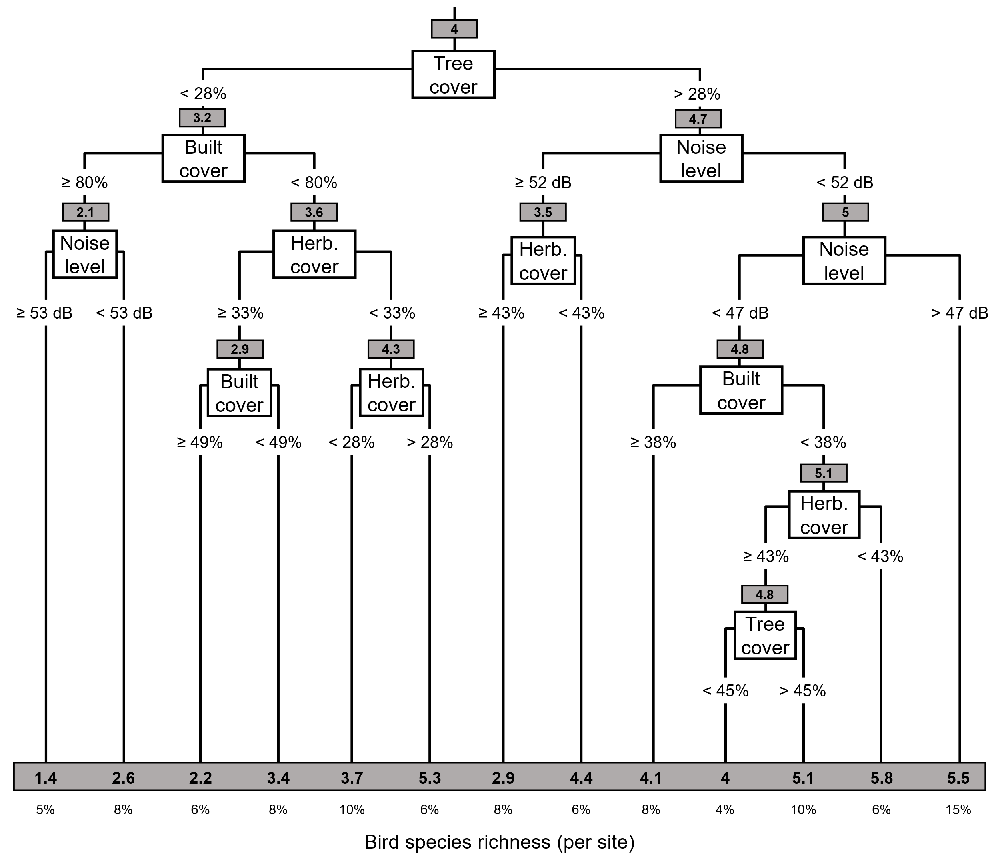 4
Tree
cover
< 28%
> 28%
3.2
4.7
Built
cover
Noise
level
≥ 80%
< 80%
≥ 52 dB
< 52 dB
2.1
3.6
3.5
5
Noise
level
Herb.
cover
Herb.
cover
Noise
level
≥ 53 dB
< 53 dB
≥ 33%
< 33%
≥ 43%
< 43%
< 47 dB
> 47 dB
2.9
4.3
4.8
Built
cover
Herb.
cover
Built
cover
≥ 49%
< 49%
< 28%
> 28%
≥ 38%
< 38%
5.1
Herb.
cover
≥ 43%
< 43%
4.8
Tree
cover
< 45%
> 45%
1.4 2.6 2.2 3.4 3.7 5.3 2.9 4.4 4.1 4 5.1 5.8 5.5
5% 8% 6% 8% 10% 6% 8% 6% 8% 4% 10% 6% 15%
Bird species richness (per site)